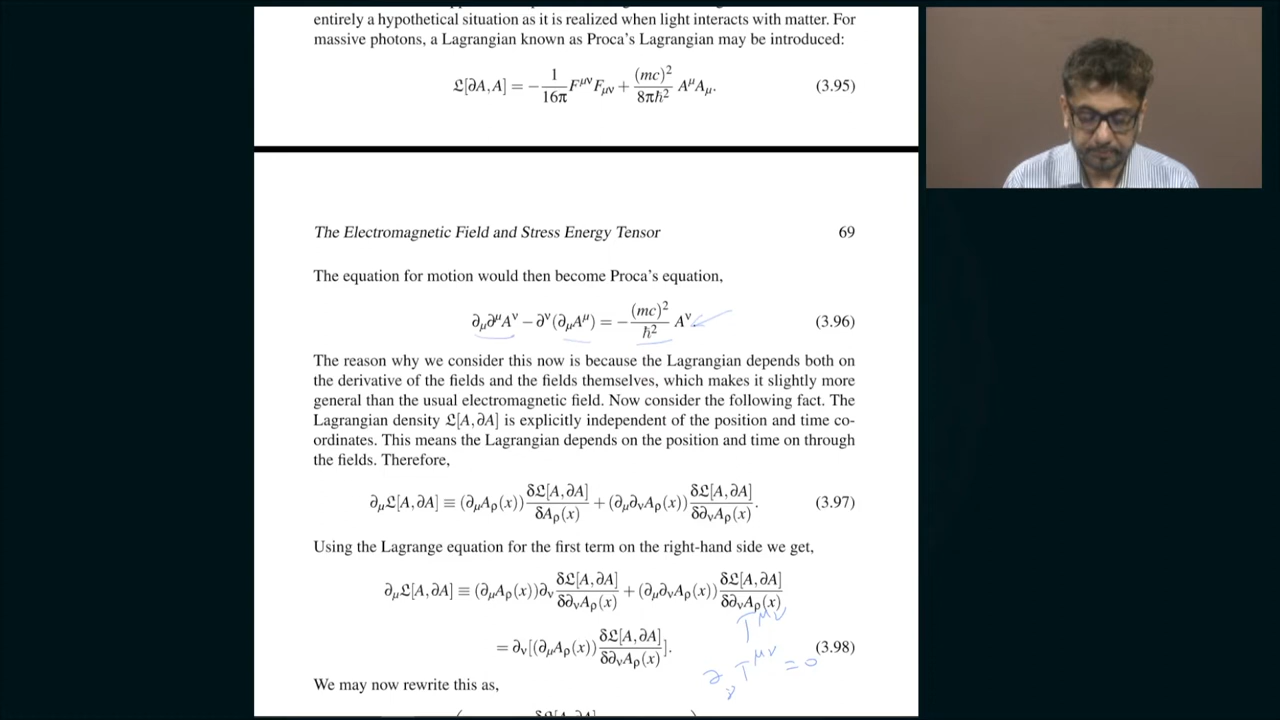 entirely a hypothetical situation as it is realized when light interacts with matter. For
massive photons, a Lagrangian known as Proca's Lagrangian may be introduced:
𝔏[∂A, A] = −(1/16π) F^{μν}F_{μν} + ((mc)²/8πℏ²) A^μA_μ. (3.95)
The Electromagnetic Field and Stress Energy Tensor 69
The equation for motion would then become Proca's equation,
∂_μ∂^μA^ν − ∂^ν(∂_μA^μ) = −((mc)²/ℏ²) A^ν. (3.96)
The reason why we consider this now is because the Lagrangian depends both on
the derivative of the fields and the fields themselves, which makes it slightly more
general than the usual electromagnetic field. Now consider the following fact. The
Lagrangian density 𝔏[A,∂A] is explicitly independent of the position and time co-
ordinates. This means the Lagrangian depends on the position and time on through
the fields. Therefore,
∂_μ𝔏[A,∂A] ≡ (∂_μA_ρ(x)) δ𝔏[A,∂A]/δA_ρ(x) + (∂_μ∂_νA_ρ(x)) δ𝔏[A,∂A]/δ∂_νA_ρ(x). (3.97)
Using the Lagrange equation for the first term on the right-hand side we get,
∂_μ𝔏[A,∂A] ≡ (∂_μA_ρ(x))∂_ν δ𝔏[A,∂A]/δ∂_νA_ρ(x) + (∂_μ∂_νA_ρ(x)) δ𝔏[A,∂A]/δ∂_νA_ρ(x)
T^{μν}
= ∂_ν[(∂_μA_ρ(x)) δ𝔏[A,∂A]/δ∂_νA_ρ(x)]. (3.98)
∂_ν T^{μν} = 0
We may now rewrite this as,